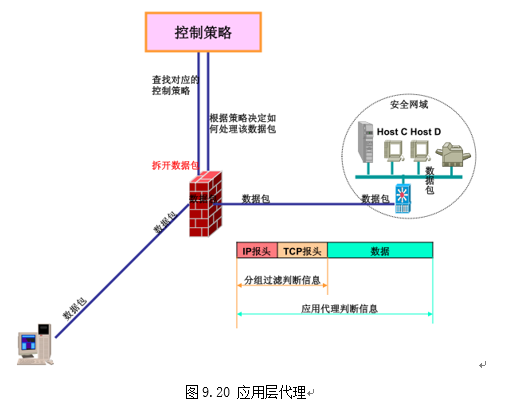 控制策略
查找对应的
控制策略
根据策略决定如
何处理该数据包
拆开数据包
安全网域
Host C Host D
数据包
数据包
数据包
数据包
数据包
数据包
IP报头 TCP报头 数据
分组过滤判断信息
应用代理判断信息
图9.20 应用层代理